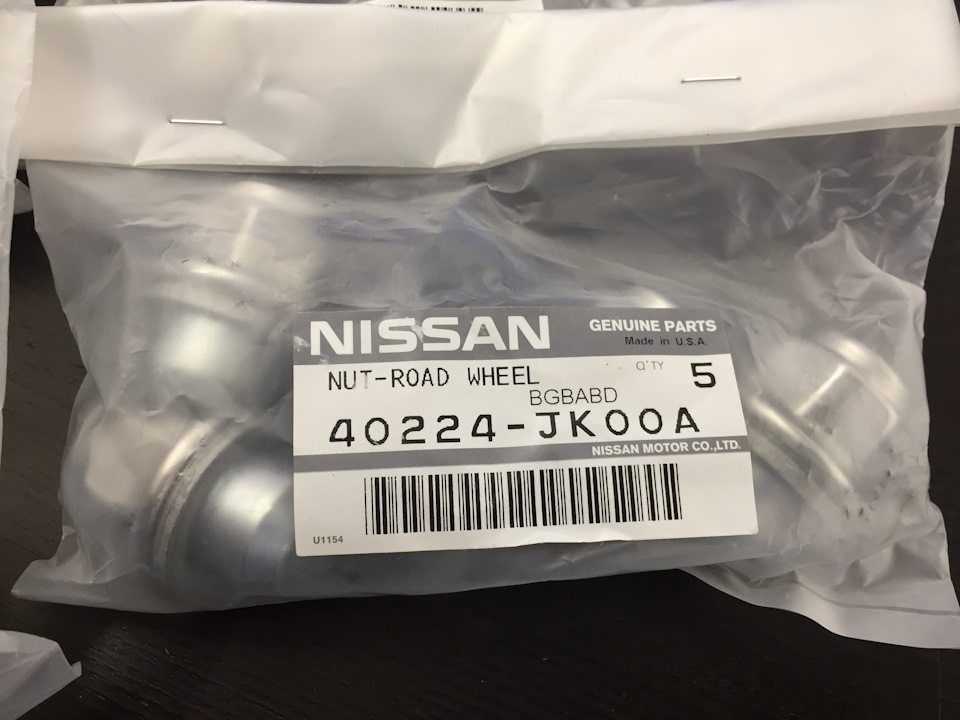 NISSAN
GENUINE PARTS
Made in U.S.A.
NUT-ROAD WHEEL
Q'TY 5
BGBABD
40224-JK00A
NISSAN MOTOR CO.,LTD.
U1154